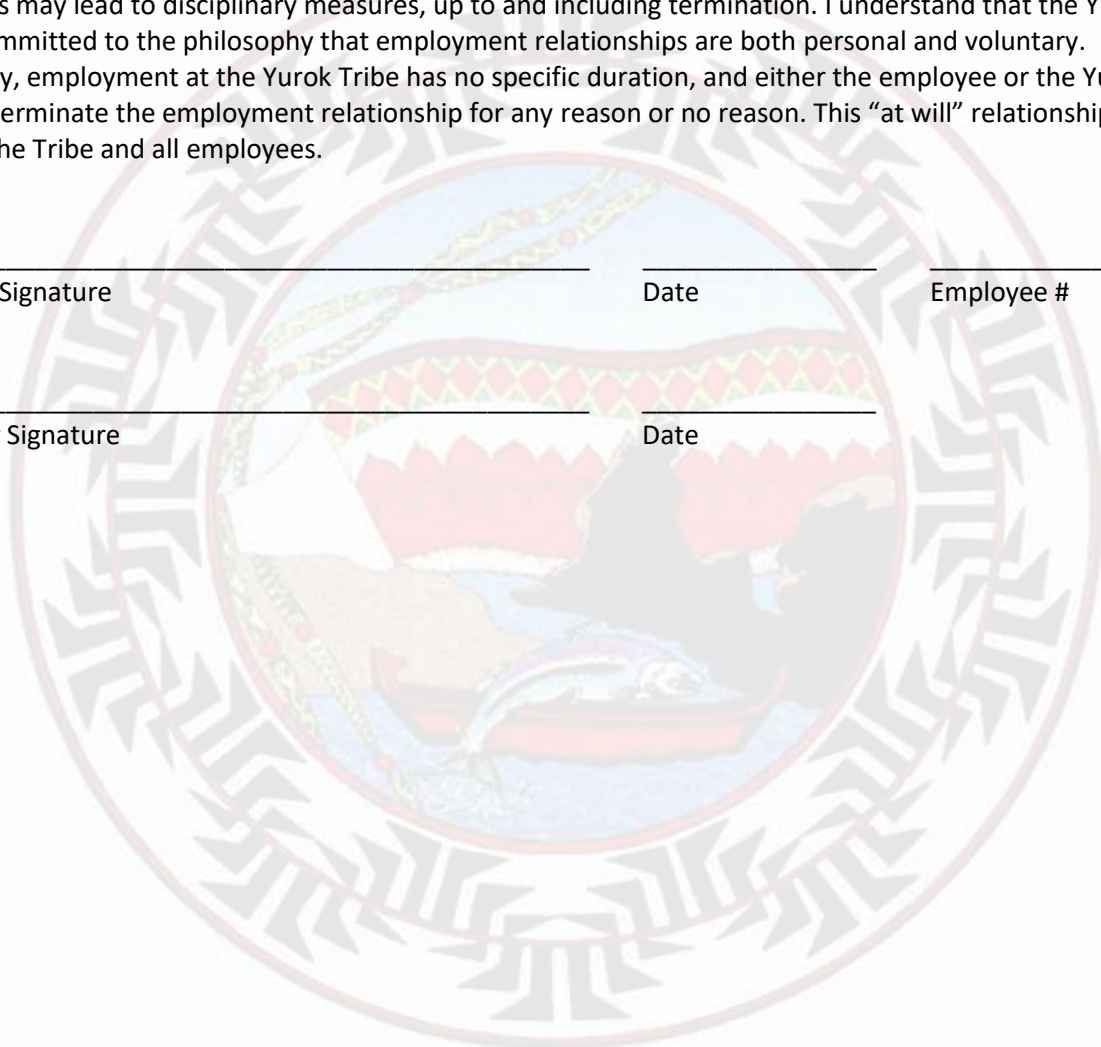 s may lead to disciplinary measures, up to and including termination. I understand that the Y
mmitted to the philosophy that employment relationships are both personal and voluntary.
y, employment at the Yurok Tribe has no specific duration, and either the employee or the Yu
erminate the employment relationship for any reason or no reason. This “at will” relationship
he Tribe and all employees.
Signature Date Employee #
Signature Date